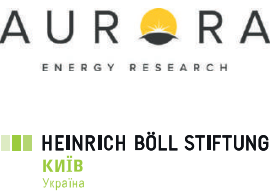 AURORA
ENERGY RESEARCH
HEINRICH BÖLL STIFTUNG
КИЇВ
Україна